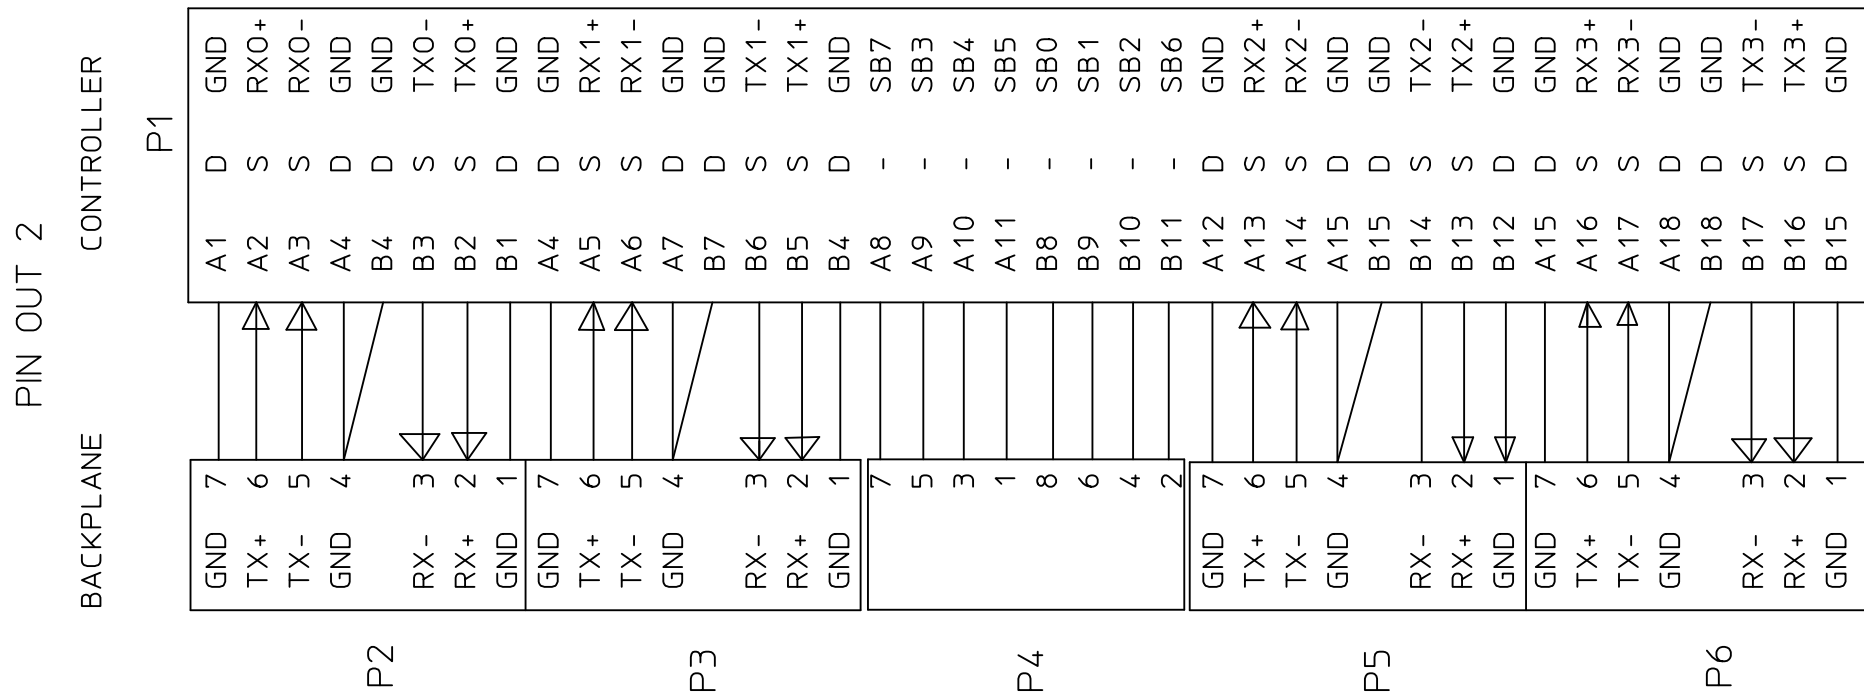 PIN OUT 2
BACKPLANE CONTROLLER
P1
GND 7 A1 D GND
TX+ 6 A2 S RX0+
TX- 5 A3 S RX0-
GND 4 A4 D GND
P2 B4 D GND
RX- 3 B3 S TX0-
RX+ 2 B2 S TX0+
GND 1 B1 D GND
GND 7 A4 D GND
TX+ 6 A5 S RX1+
TX- 5 A6 S RX1-
GND 4 A7 D GND
P3 B7 D GND
RX- 3 B6 S TX1-
RX+ 2 B5 S TX1+
GND 1 B4 D GND
7 A8 - SB7
5 A9 - SB3
3 A10 - SB4
1 A11 - SB5
P4
8 B8 - SB0
6 B9 - SB1
4 B10 - SB2
2 B11 - SB6
GND 7 A12 D GND
TX+ 6 A13 S RX2+
TX- 5 A14 S RX2-
GND 4 A15 D GND
P5 B15 D GND
RX- 3 B14 S TX2-
RX+ 2 B13 S TX2+
GND 1 B12 D GND
GND 7 A15 D GND
TX+ 6 A16 S RX3+
TX- 5 A17 S RX3-
GND 4 A18 D GND
P6 B18 D GND
RX- 3 B17 S TX3-
RX+ 2 B16 S TX3+
GND 1 B15 D GND